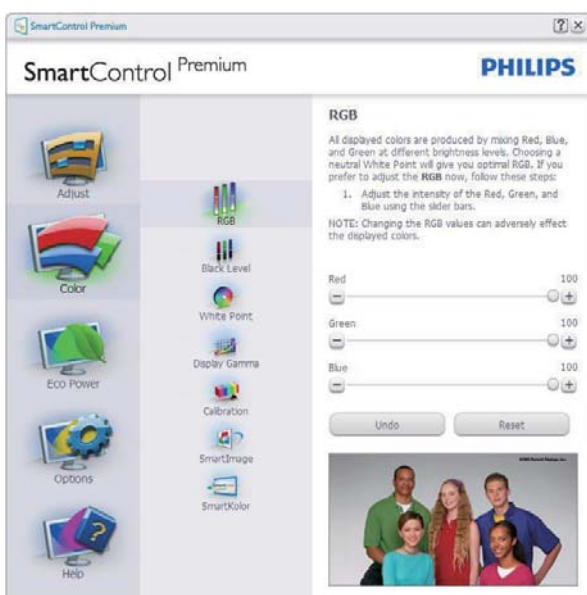 SmartControl Premium
SmartControl Premium
PHILIPS
Adjust
Color
Eco Power
Options
Help
RGB
Black Level
White Point
Display Gamma
Calibration
SmartImage
SmartKolor
RGB
All displayed colors are produced by mixing Red, Blue,
and Green at different brightness levels. Choosing a
neutral White Point will give you optimal RGB. If you
prefer to adjust the RGB now, follow these steps:
1. Adjust the intensity of the Red, Green, and
Blue using the slider bars.
NOTE: Changing the RGB values can adversely effect
the displayed colors.
Red 100
Green 100
Blue 100
Undo Reset